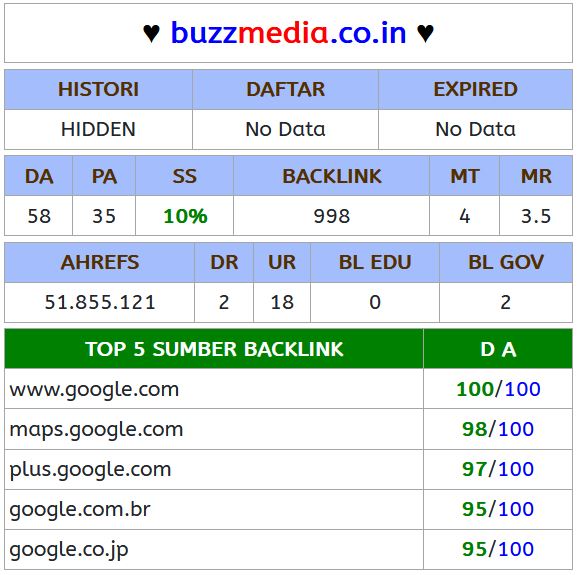 ♥ buzzmedia.co.in ♥
HISTORI DAFTAR EXPIRED
HIDDEN No Data No Data
DA PA SS BACKLINK MT MR
58 35 10% 998 4 3.5
AHREFS DR UR BL EDU BL GOV
51.855.121 2 18 0 2
TOP 5 SUMBER BACKLINK D A
www.google.com 100/100
maps.google.com 98/100
plus.google.com 97/100
google.com.br 95/100
google.co.jp 95/100